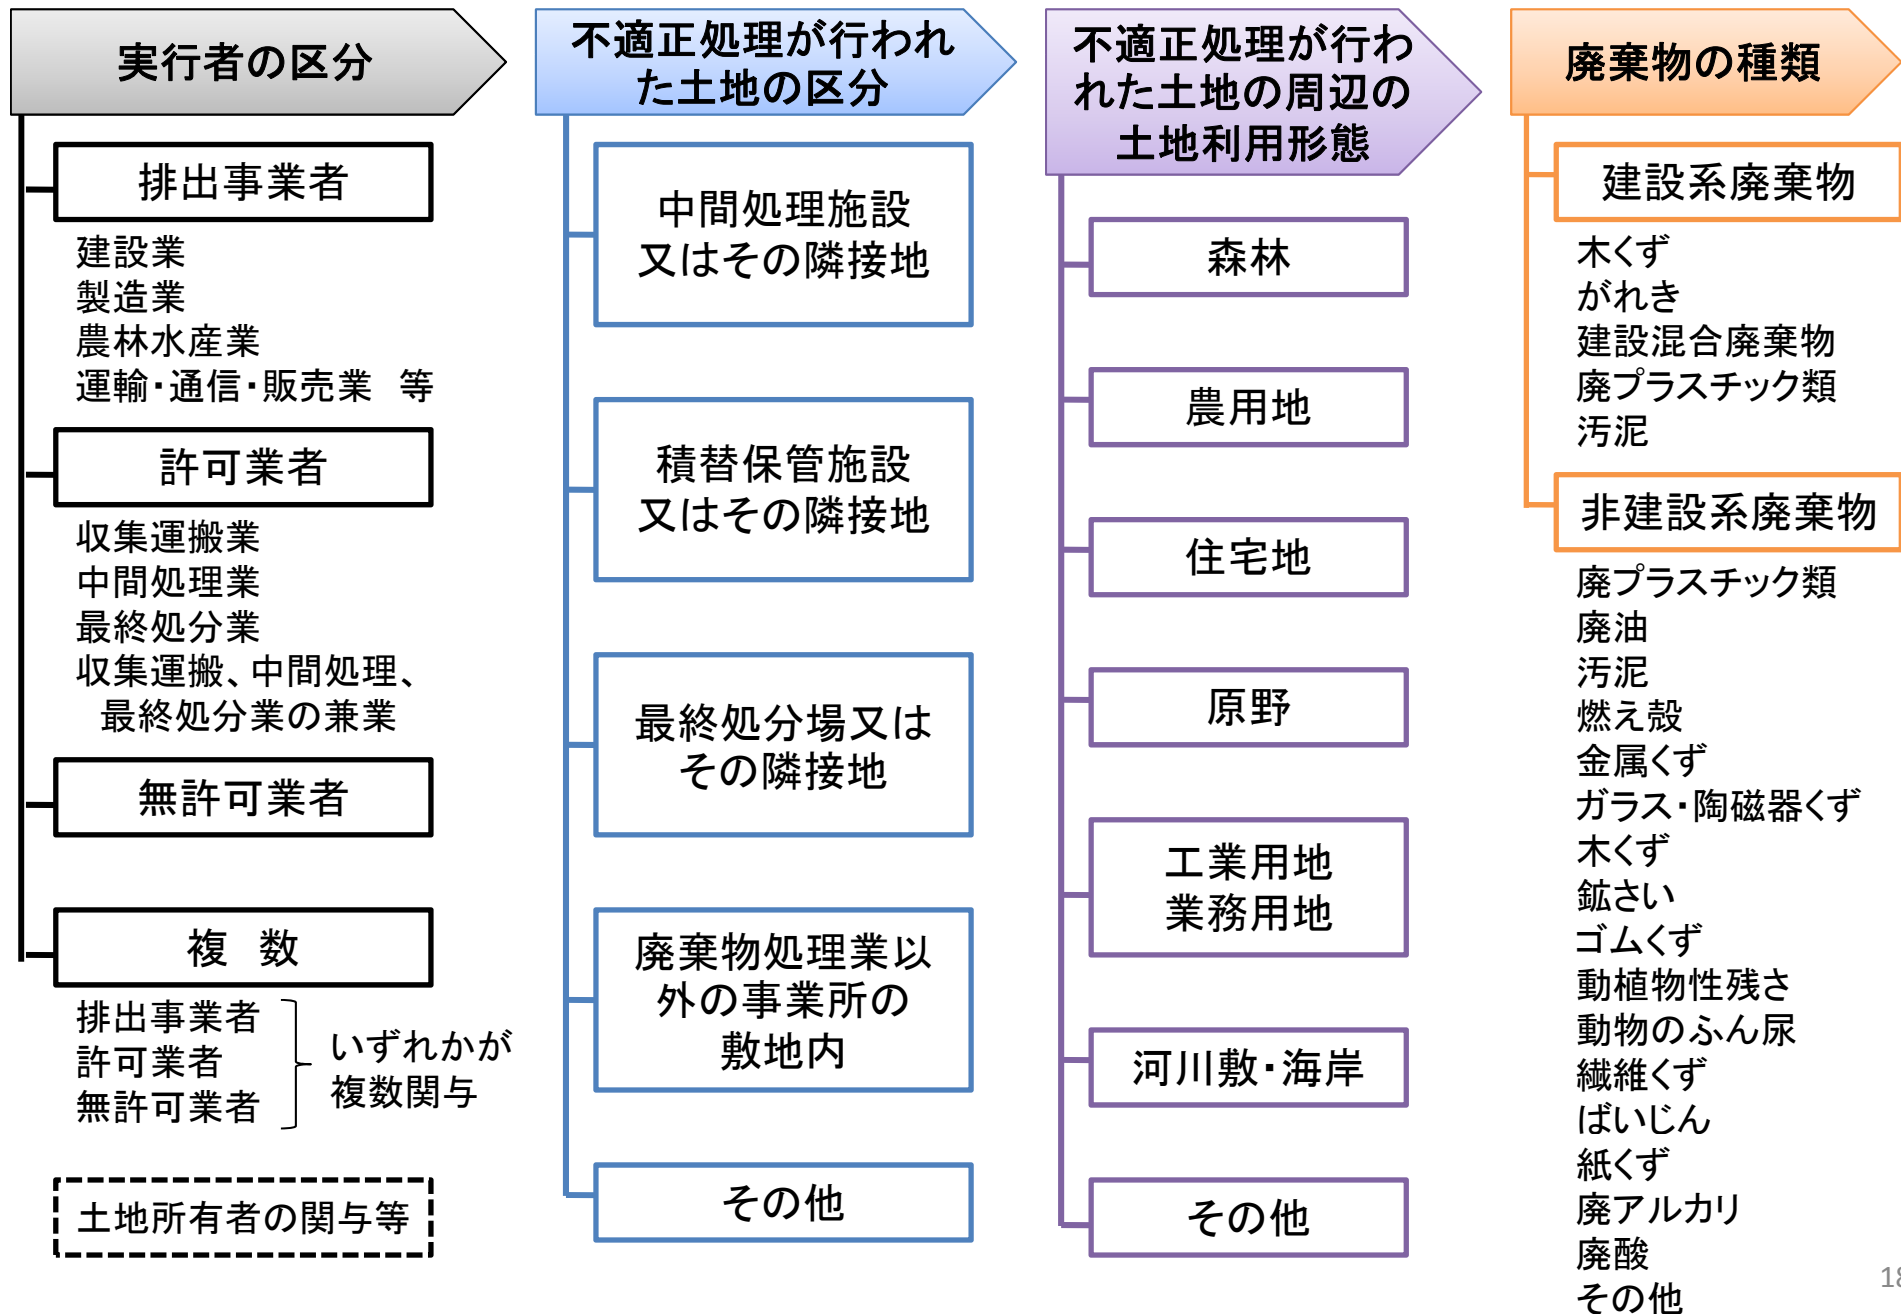 実行者の区分
排出事業者
建設業
製造業
農林水産業
運輸・通信・販売業　等
許可業者
収集運搬業
中間処理業
最終処分業
収集運搬、中間処理、
最終処分業の兼業
無許可業者
複　数
排出事業者
許可業者
無許可業者
いずれかが
複数関与
土地所有者の関与等
不適正処理が行われ
た土地の区分
中間処理施設
又はその隣接地
積替保管施設
又はその隣接地
最終処分場又は
その隣接地
廃棄物処理業以
外の事業所の
敷地内
その他
不適正処理が行わ
れた土地の周辺の
土地利用形態
森林
農用地
住宅地
原野
工業用地
業務用地
河川敷・海岸
その他
廃棄物の種類
建設系廃棄物
木くず
がれき
建設混合廃棄物
廃プラスチック類
汚泥
非建設系廃棄物
廃プラスチック類
廃油
汚泥
燃え殻
金属くず
ガラス・陶磁器くず
木くず
鉱さい
ゴムくず
動植物性残さ
動物のふん尿
繊維くず
ばいじん
紙くず
廃アルカリ
廃酸
その他
18